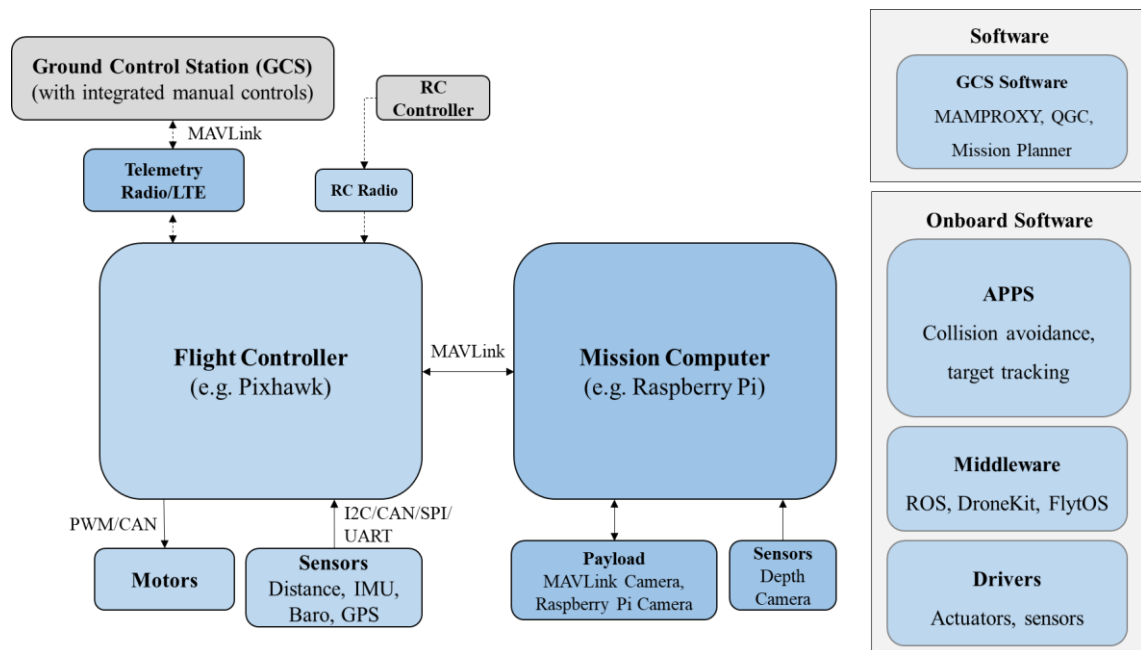 Ground Control Station (GCS)
(with integrated manual controls)
MAVLink
Telemetry
Radio/LTE
RC
Controller
RC Radio
Flight Controller
(e.g. Pixhawk)
MAVLink
Mission Computer
(e.g. Raspberry Pi)
PWM/CAN
I2C/CAN/SPI/
UART
Motors
Sensors
Distance, IMU,
Baro, GPS
Payload
MAVLink Camera,
Raspberry Pi Camera
Sensors
Depth
Camera
Software
GCS Software
MAMPROXY, QGC,
Mission Planner
Onboard Software
APPS
Collision avoidance,
target tracking
Middleware
ROS, DroneKit, FlytOS
Drivers
Actuators, sensors